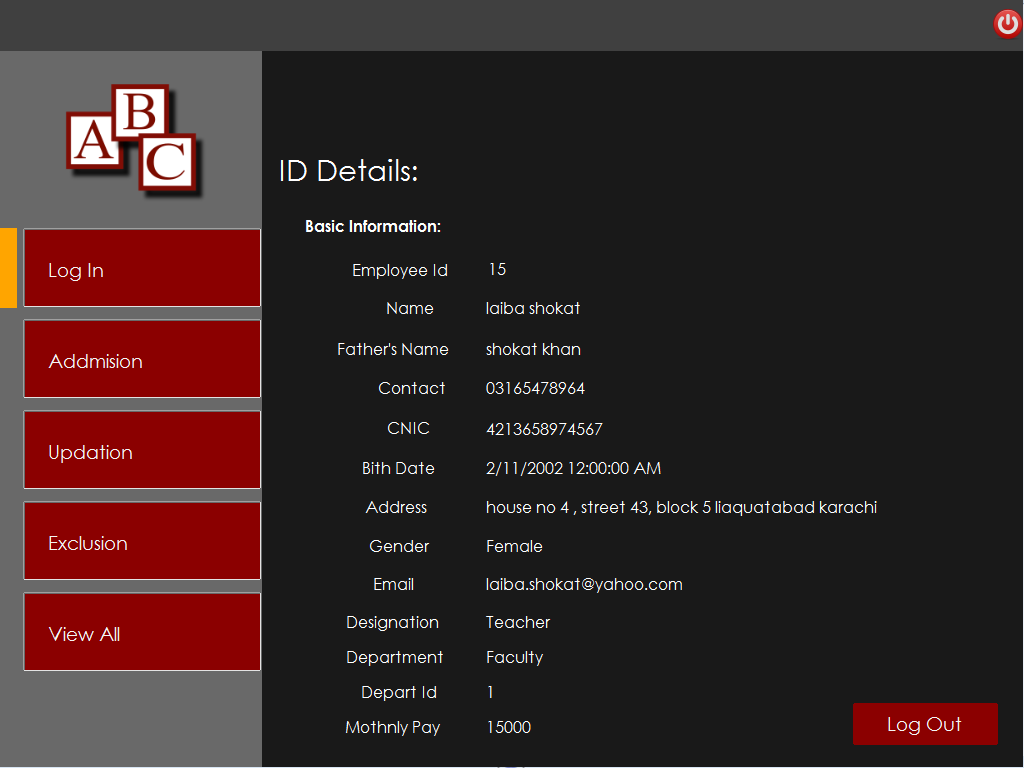 A B C
Log In
Addmision
Updation
Exclusion
View All
ID Details:
Basic Information:
Employee Id 15
Name laiba shokat
Father's Name shokat khan
Contact 03165478964
CNIC 4213658974567
Bith Date 2/11/2002 12:00:00 AM
Address house no 4 , street 43, block 5 liaquatabad karachi
Gender Female
Email laiba.shokat@yahoo.com
Designation Teacher
Department Faculty
Depart Id 1
Mothnly Pay 15000
Log Out